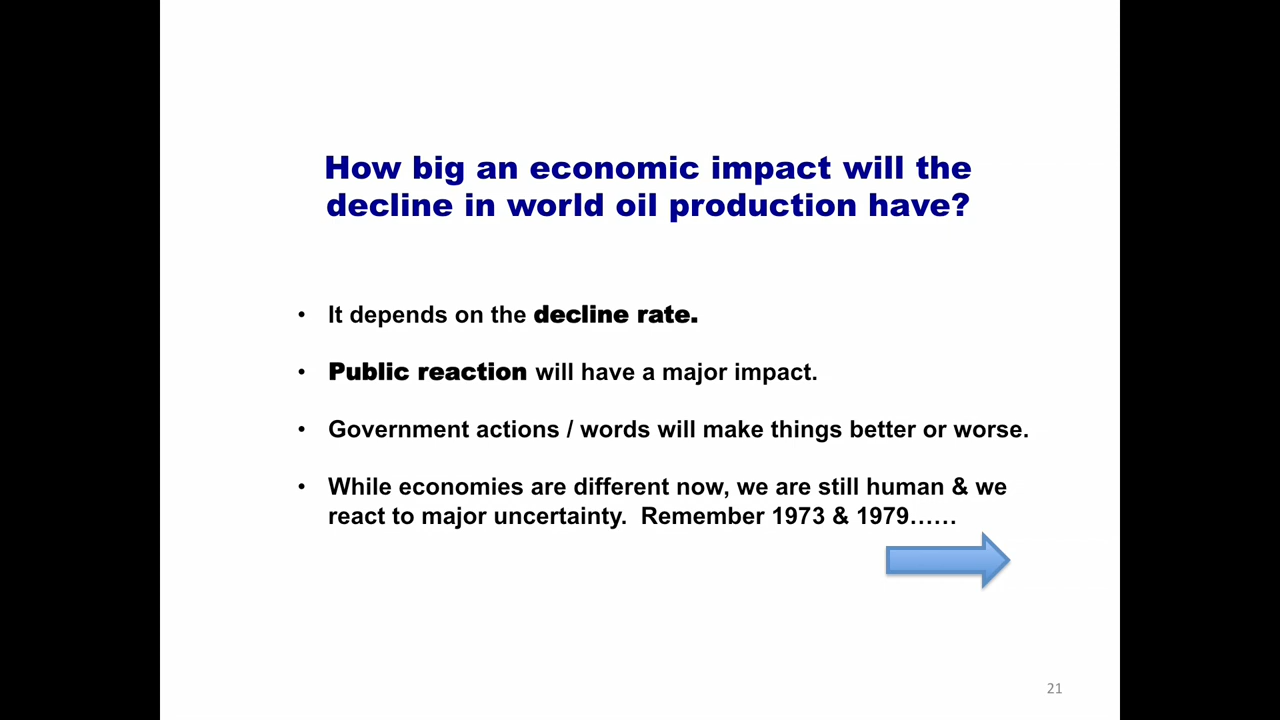 How big an economic impact will the
decline in world oil production have?
• It depends on the decline rate.
• Public reaction will have a major impact.
• Government actions / words will make things better or worse.
• While economies are different now, we are still human & we
react to major uncertainty.  Remember 1973 & 1979……
21